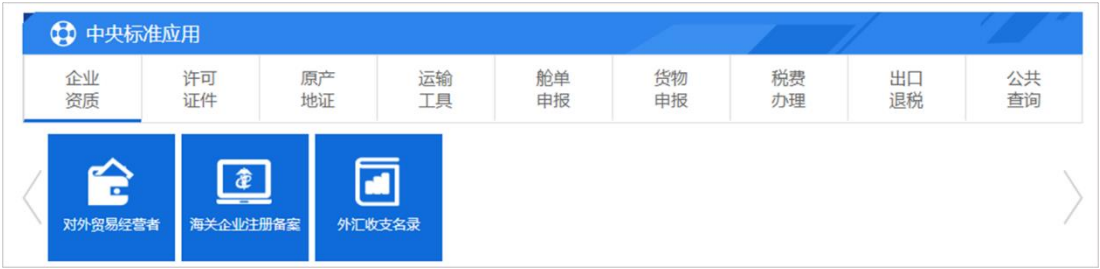 中央标准应用
企业
资质
许可
证件
原产
地证
运输
工具
舱单
申报
货物
申报
税费
办理
出口
退税
公共
查询
对外贸易经营者
海关企业注册备案
外汇收支名录